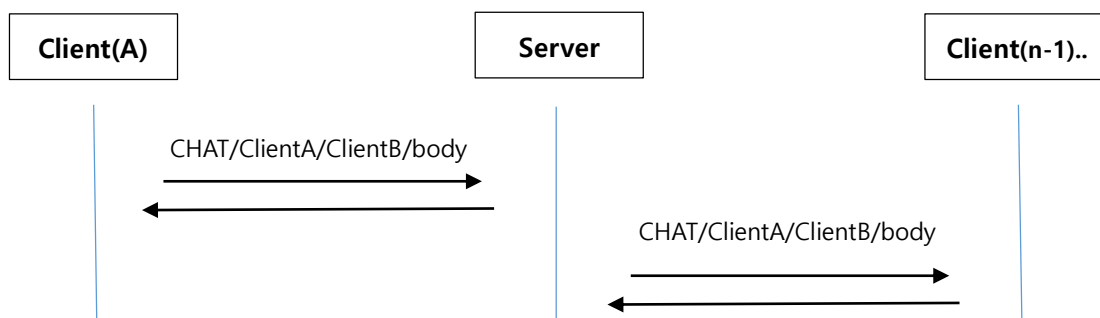 Client(A)
Server
Client(n-1)..
CHAT/ClientA/ClientB/body
CHAT/ClientA/ClientB/body